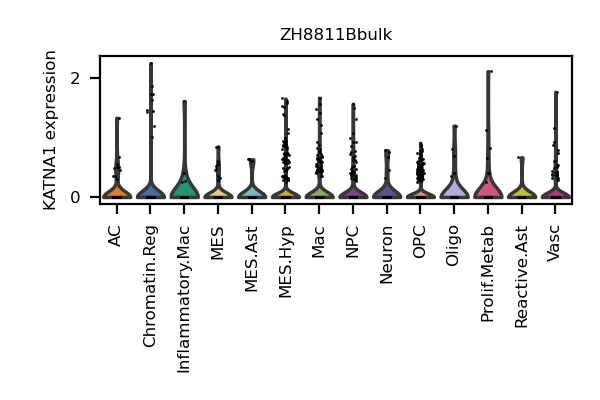 ZH8811Bbulk
KATNA1 expression
2
0
AC
Chromatin.Reg
Inflammatory.Mac
MES
MES.Ast
MES.Hyp
Mac
NPC
Neuron
OPC
Oligo
Prolif.Metab
Reactive.Ast
Vasc